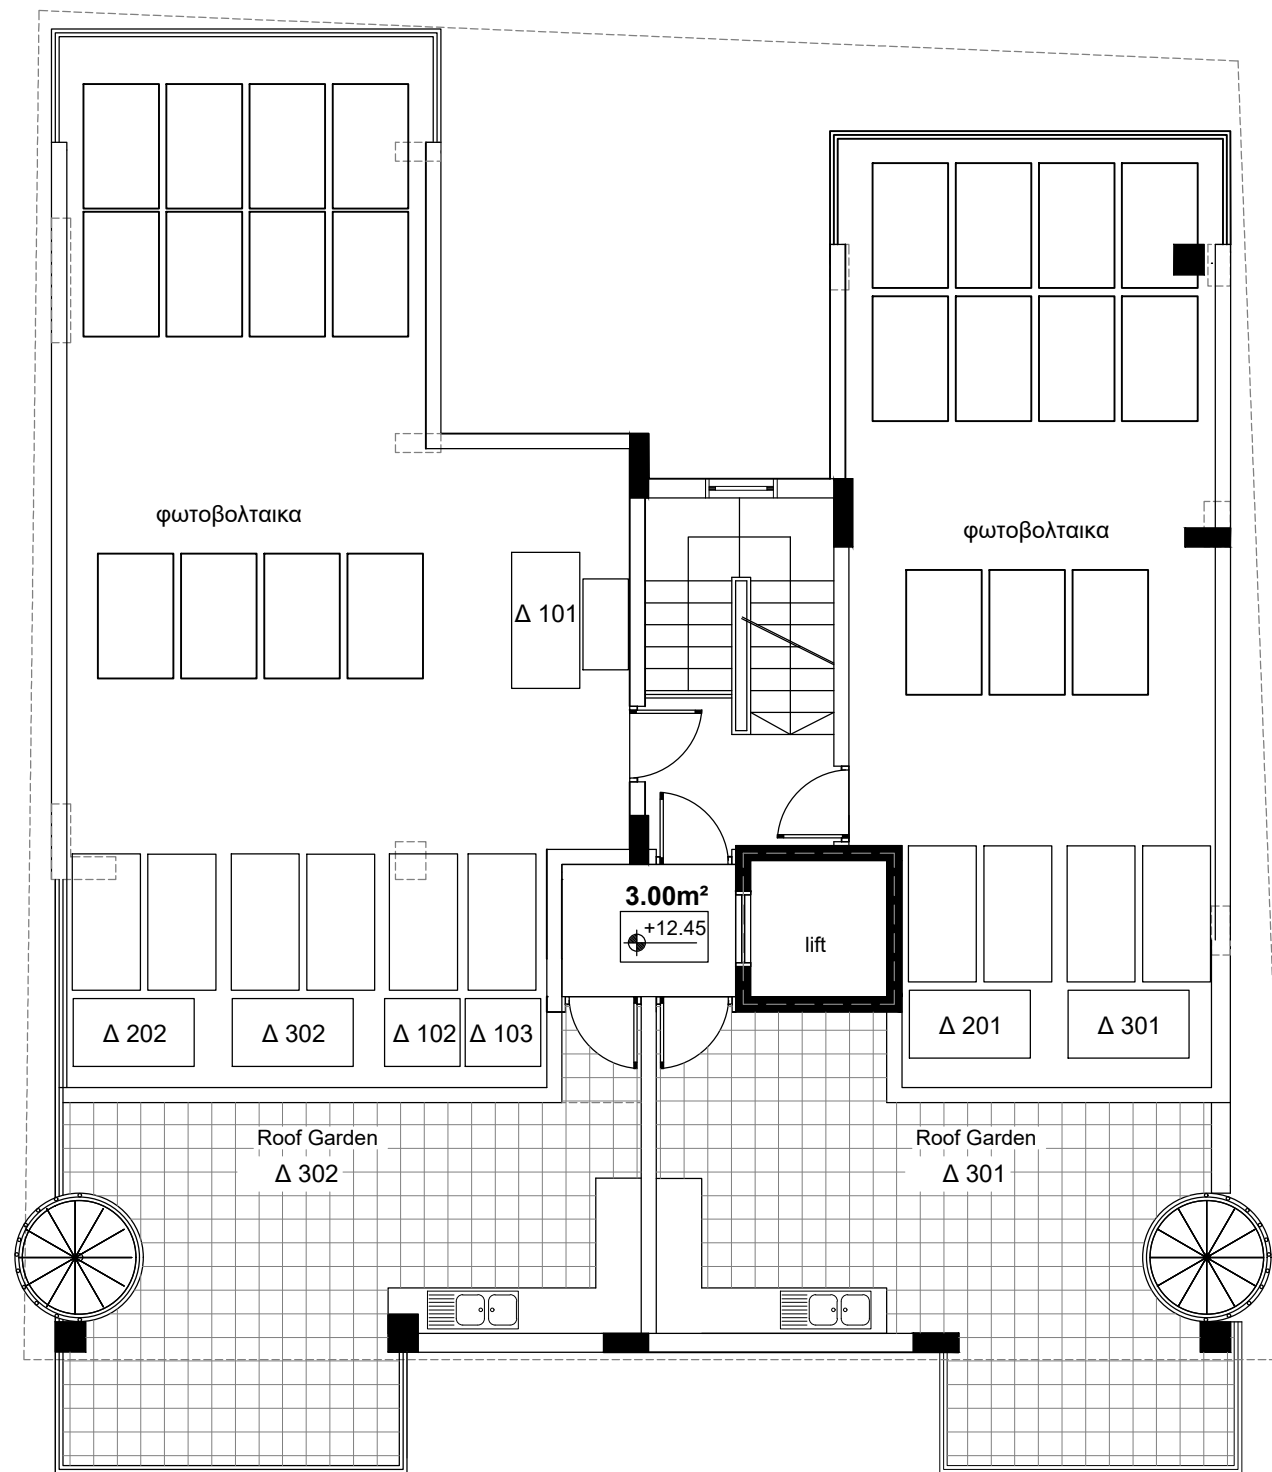 φωτοβολταικα
φωτοβολταικα
Δ 101
3.00m²
+12.45
lift
Δ 202
Δ 302
Δ 102
Δ 103
Δ 201
Δ 301
Roof Garden
Δ 302
Roof Garden
Δ 301